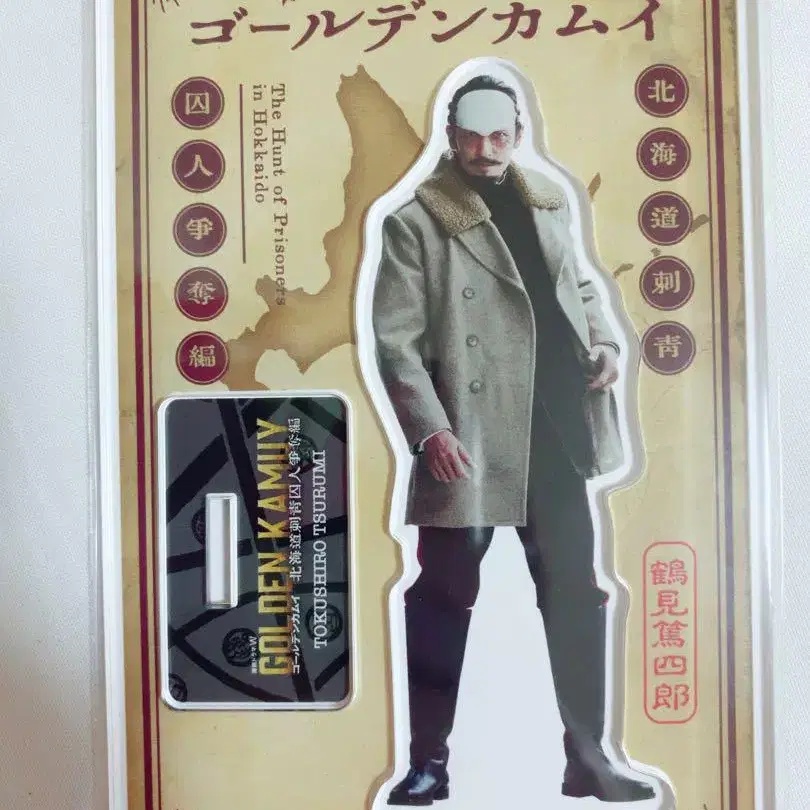 ゴールデンカムイ
北海道刺青
囚人争奪編
The Hunt of Prisoners
in Hokkaido
GOLDEN KAMUY
ゴールデンカムイ 北海道刺青囚人争奪編
TOKUSHIRO TSURUMI
鶴見篤四郎